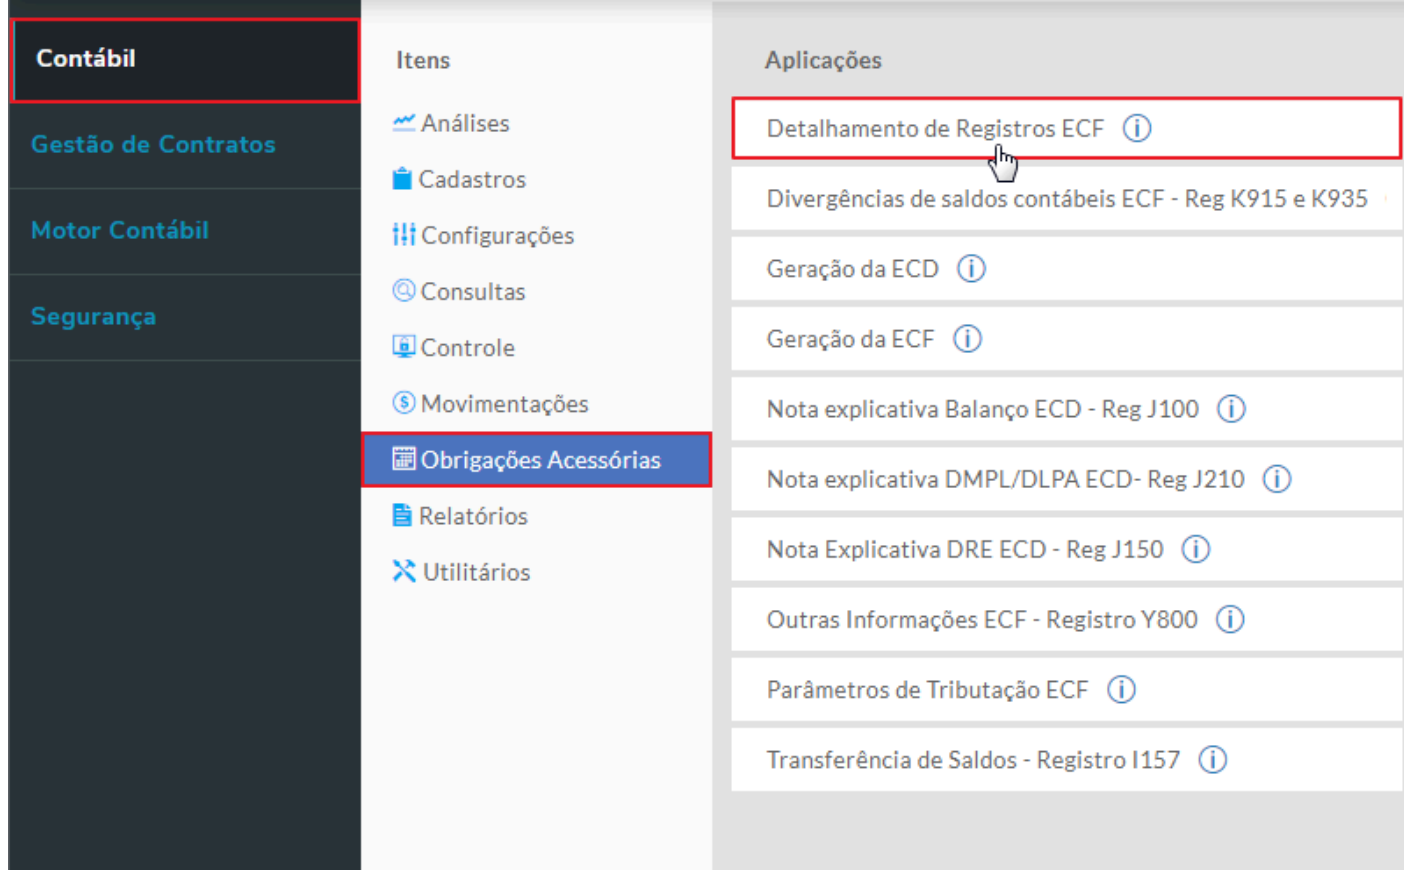 Contábil
Gestão de Contratos
Motor Contábil
Segurança
Itens
Análises
Cadastros
Configurações
Consultas
Controle
Movimentações
Obrigações Acessórias
Relatórios
Utilitários
Aplicações
Detalhamento de Registros ECF
Divergências de saldos contábeis ECF - Reg K915 e K935
Geração da ECD
Geração da ECF
Nota explicativa Balanço ECD - Reg J100
Nota explicativa DMPL/DLPA ECD- Reg J210
Nota Explicativa DRE ECD - Reg J150
Outras Informações ECF - Registro Y800
Parâmetros de Tributação ECF
Transferência de Saldos - Registro I157